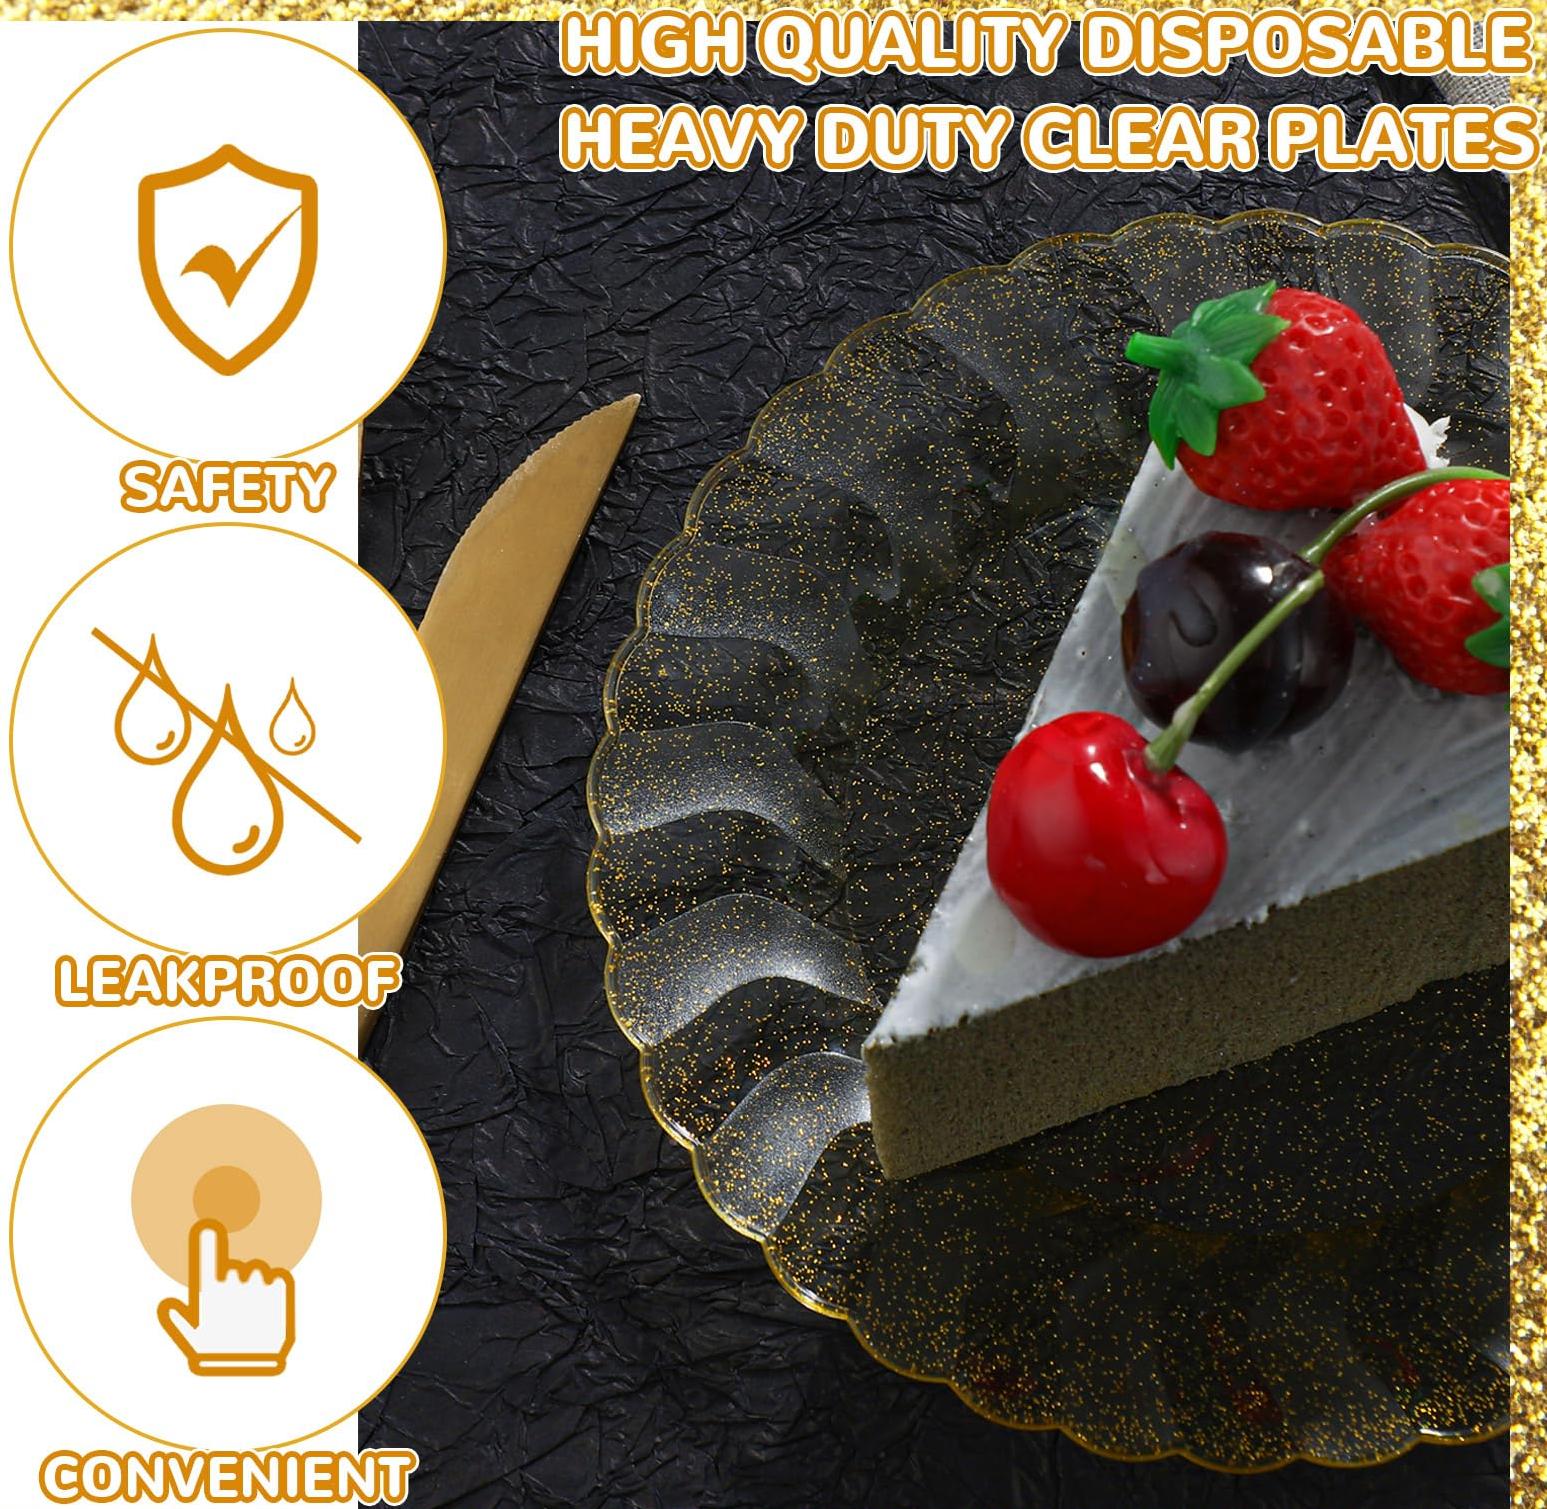 HIGH QUALITY DISPOSABLE
HEAVY DUTY CLEAR PLATES
SAFETY
LEAKPROOF
CONVENIENT